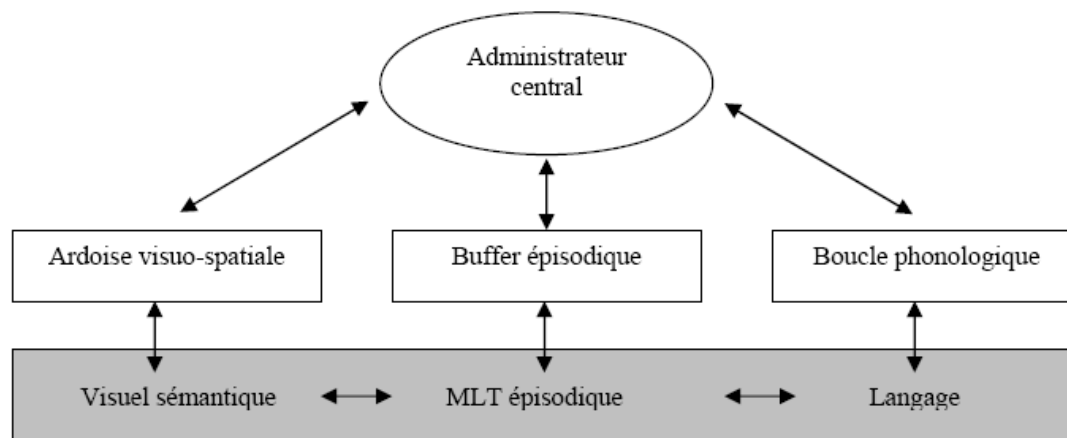 Administrateur
central
Ardoise visuo-spatiale
Buffer épisodique
Boucle phonologique
Visuel sémantique
MLT épisodique
Langage